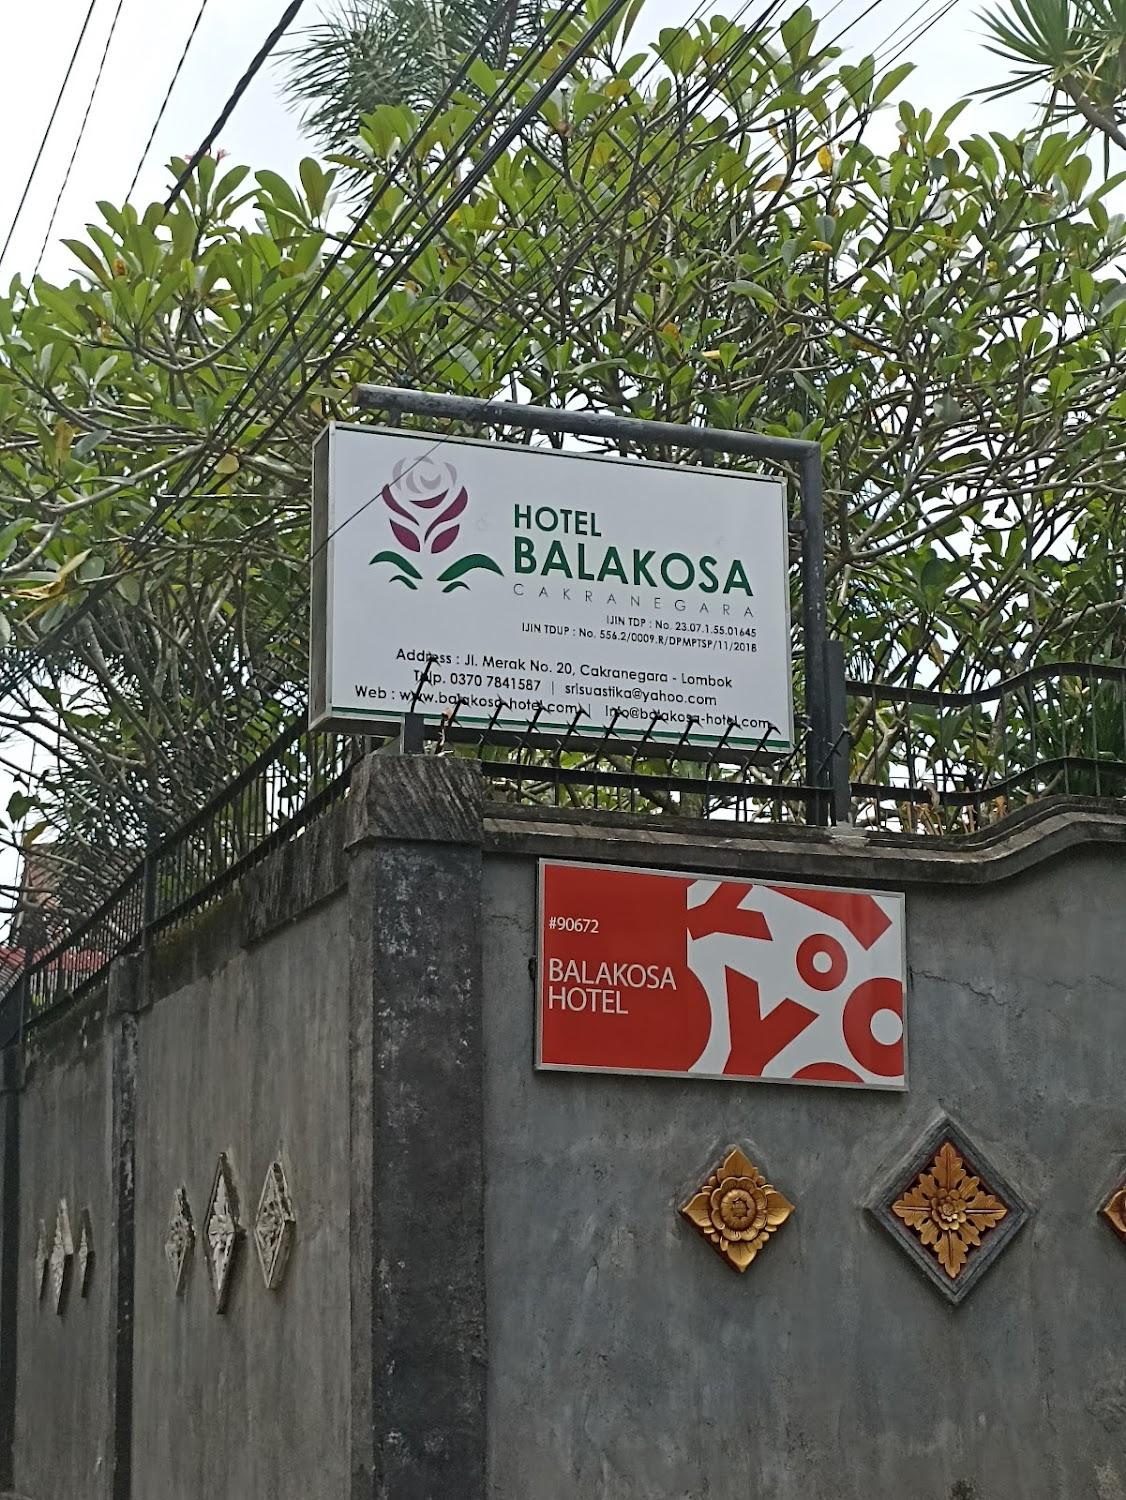 HOTEL
BALAKOSA
CAKRANEGARA
IJIN TDP : No. 23.07.1.55.01645
IJIN TDUP : No. 556.2/0009.R/DPMPTSP/11/2018
Address : Jl. Merak No. 20, Cakranegara - Lombok
Telp. 0370 7841587 | srisuastika@yahoo.com
Web : www.balakosa-hotel.com | Info@balakosa-hotel.com
#90672
BALAKOSA
HOTEL
OYO